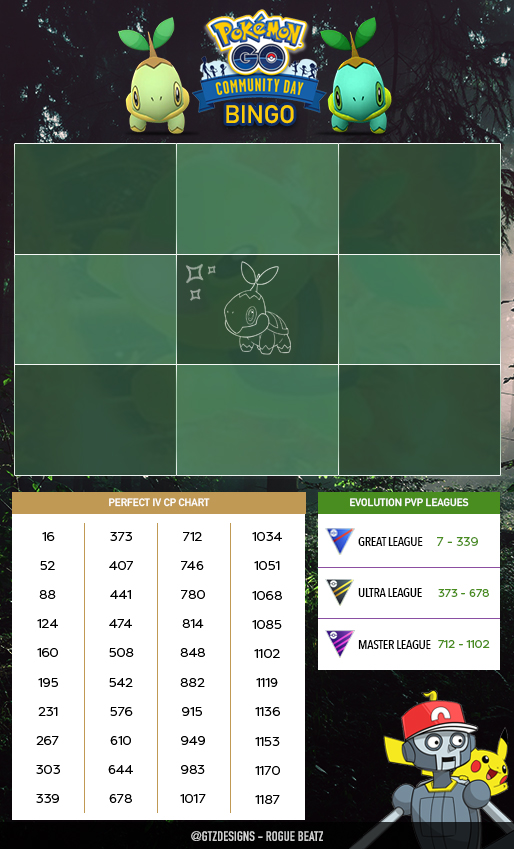 POKÉMON
GO
COMMUNITY DAY
BINGO
PERFECT IV CP CHART
16 373 712 1034
52 407 746 1051
88 441 780 1068
124 474 814 1085
160 508 848 1102
195 542 882 1119
231 576 915 1136
267 610 949 1153
303 644 983 1170
339 678 1017 1187
EVOLUTION PVP LEAGUES
GREAT LEAGUE 7 - 339
ULTRA LEAGUE 373 - 678
MASTER LEAGUE 712 - 1102
@GTZDESIGNS - ROGUE BEATZ